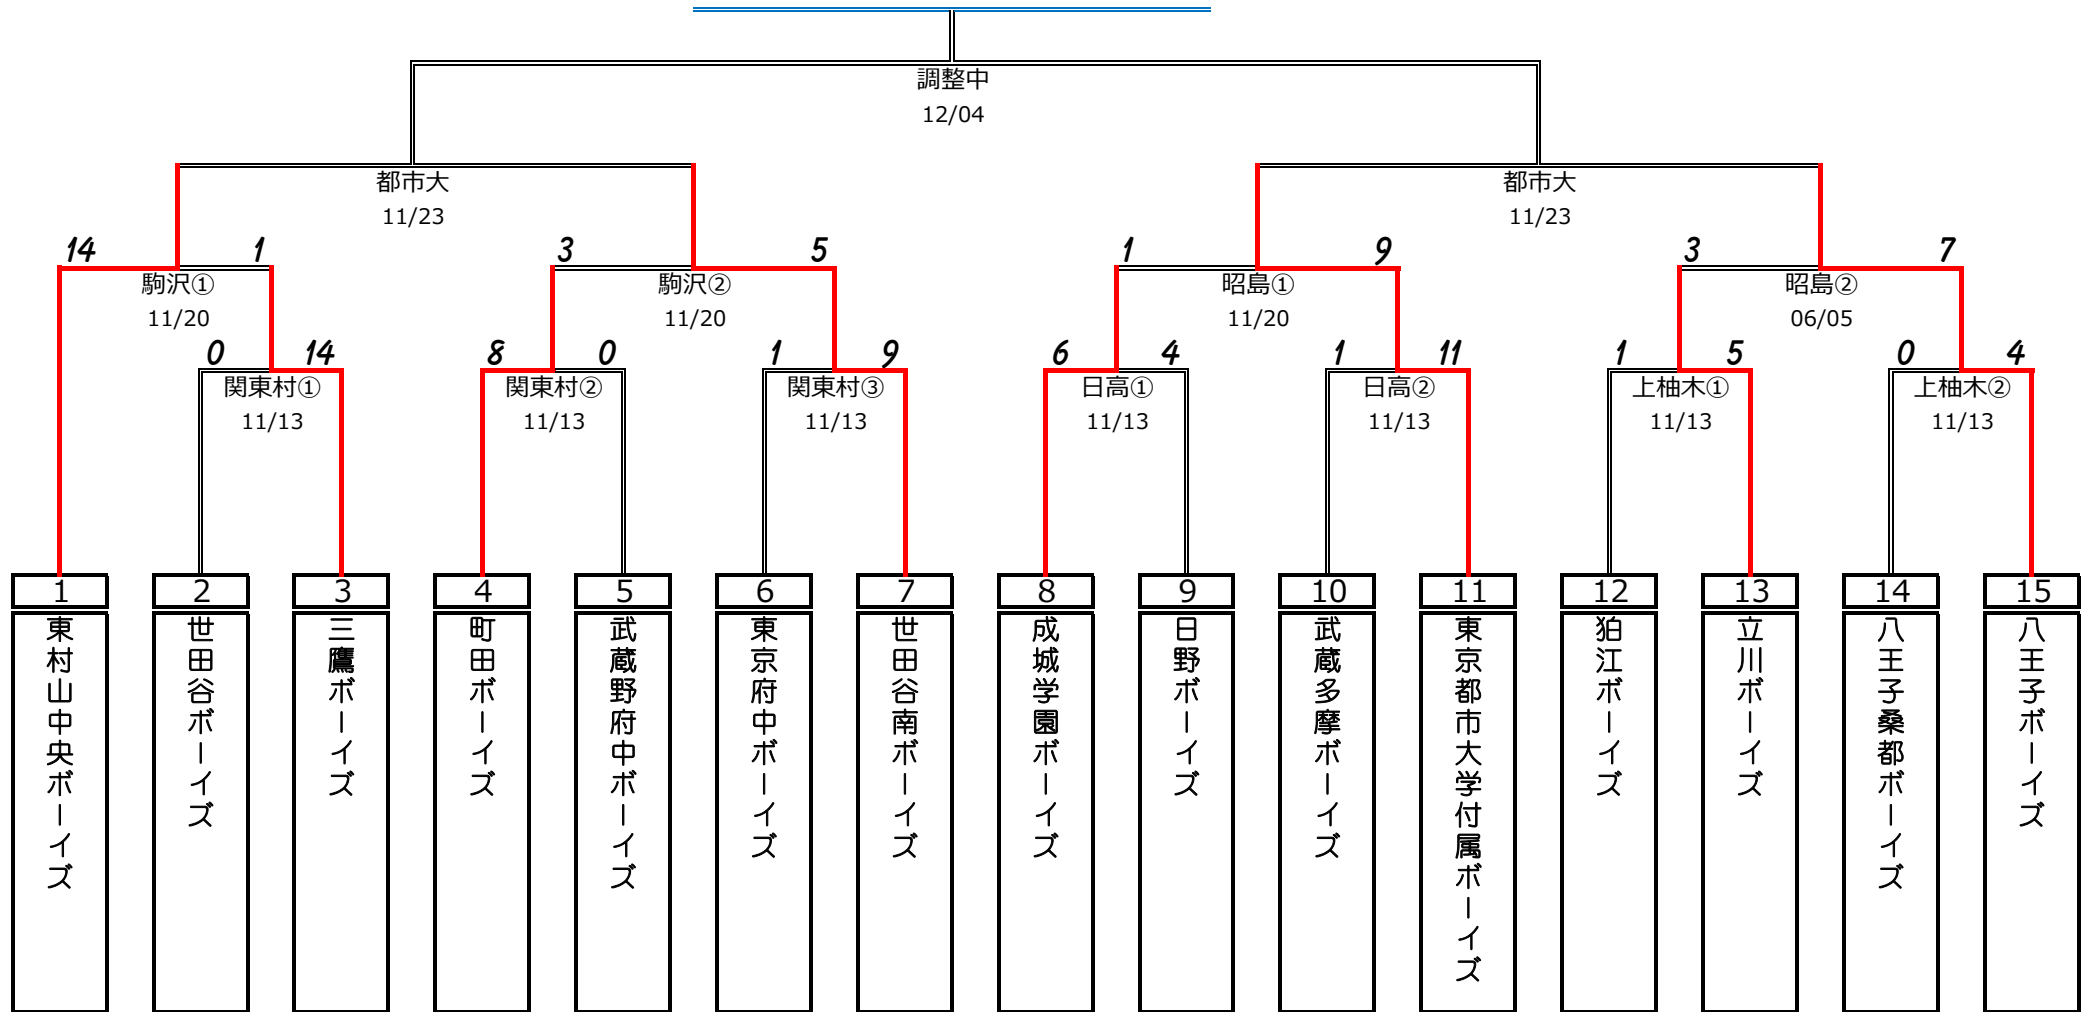 調整中
12/04
都市大
11/23
都市大
11/23
14 1
駒沢①
11/20
3 5
駒沢②
11/20
1 9
昭島①
11/20
3 7
昭島②
06/05
0 14
関東村①
11/13
8 0
関東村②
11/13
1 9
関東村③
11/13
6 4
日高①
11/13
1 11
日高②
11/13
1 5
上柚木①
11/13
0 4
上柚木②
11/13
1
東村山中央ボーイズ
2
世田谷ボーイズ
3
三鷹ボーイズ
4
町田ボーイズ
5
武蔵野府中ボーイズ
6
東京府中ボーイズ
7
世田谷南ボーイズ
8
成城学園ボーイズ
9
日野ボーイズ
10
武蔵多摩ボーイズ
11
東京都市大学付属ボーイズ
12
狛江ボーイズ
13
立川ボーイズ
14
八王子桑都ボーイズ
15
八王子ボーイズ